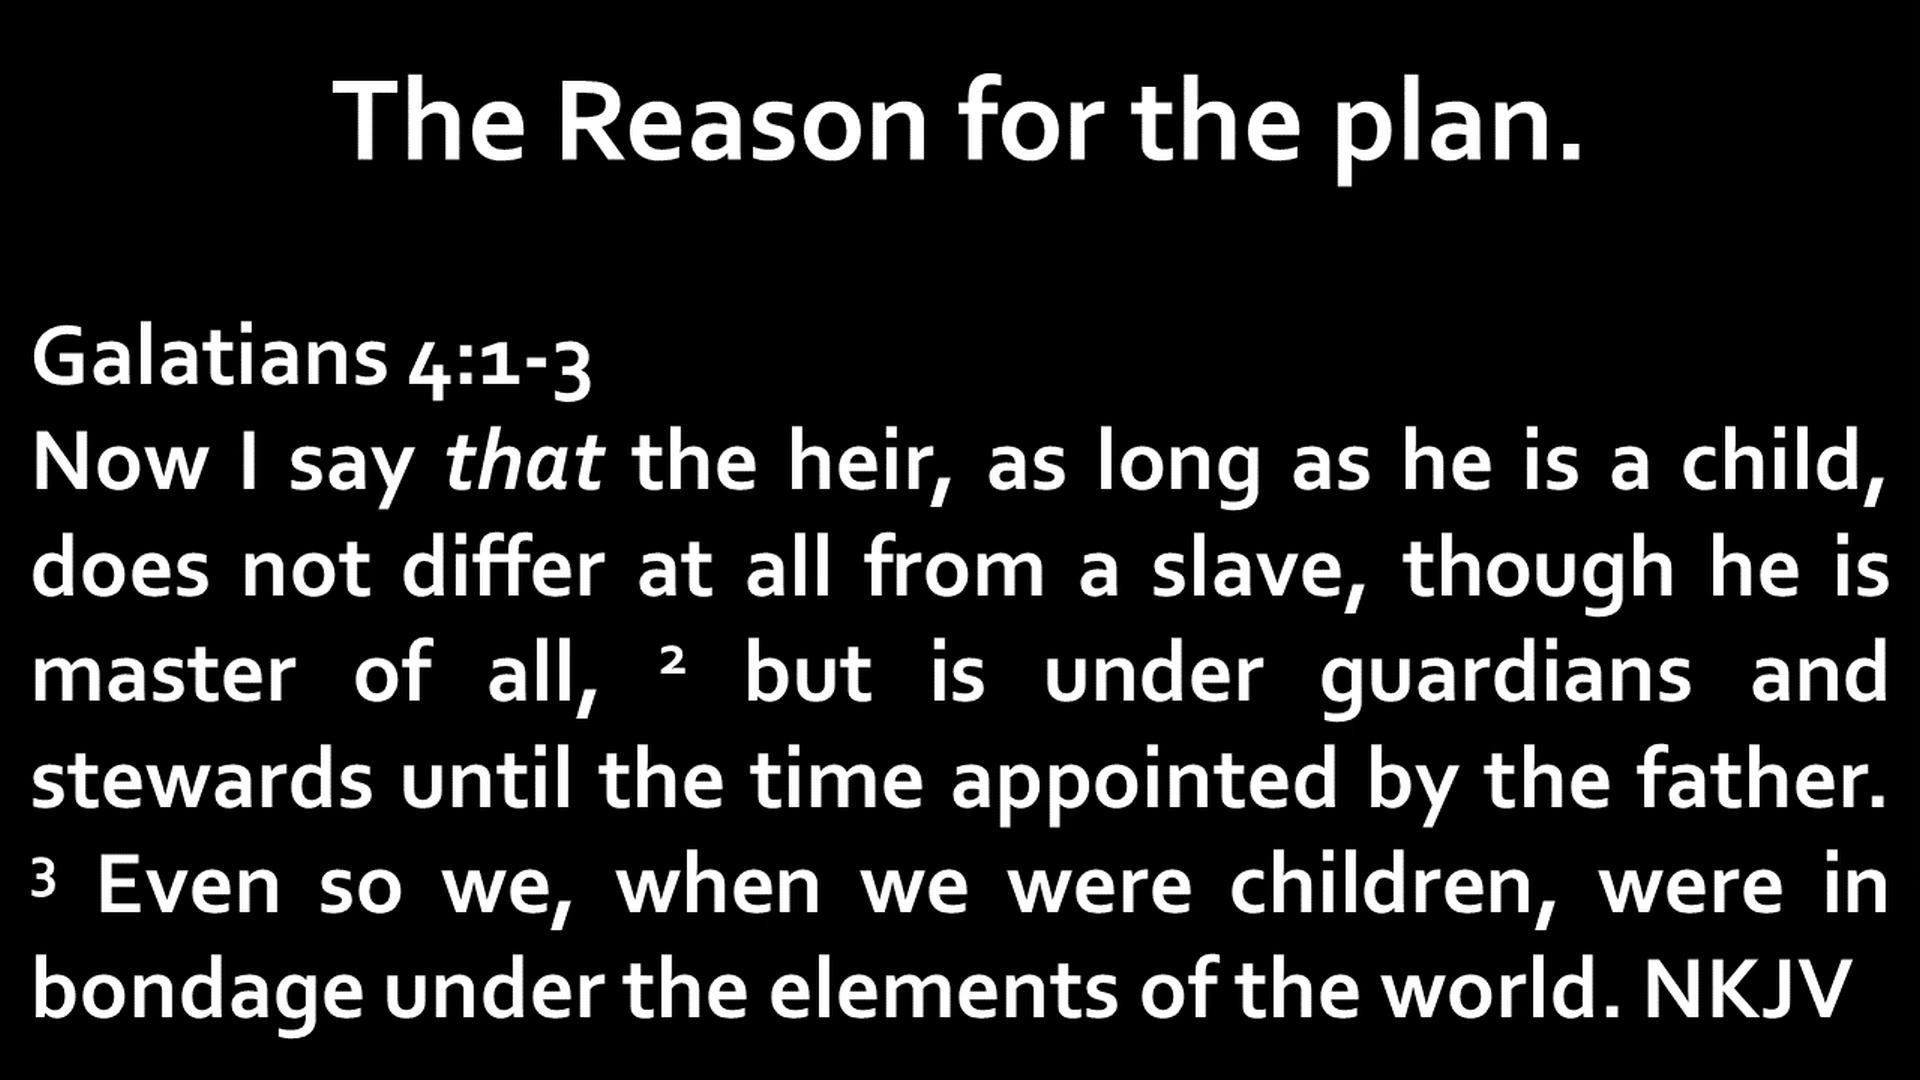 The Reason for the plan.
Galatians 4:1-3
Now I say that the heir, as long as he is a child,
does not differ at all from a slave, though he is
master of all, ² but is under guardians and
stewards until the time appointed by the father.
³ Even so we, when we were children, were in
bondage under the elements of the world. NKJV